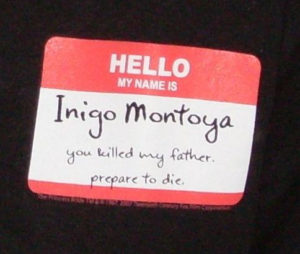 HELLO
MY NAME IS
Inigo Montoya
you killed my father.
prepare to die.